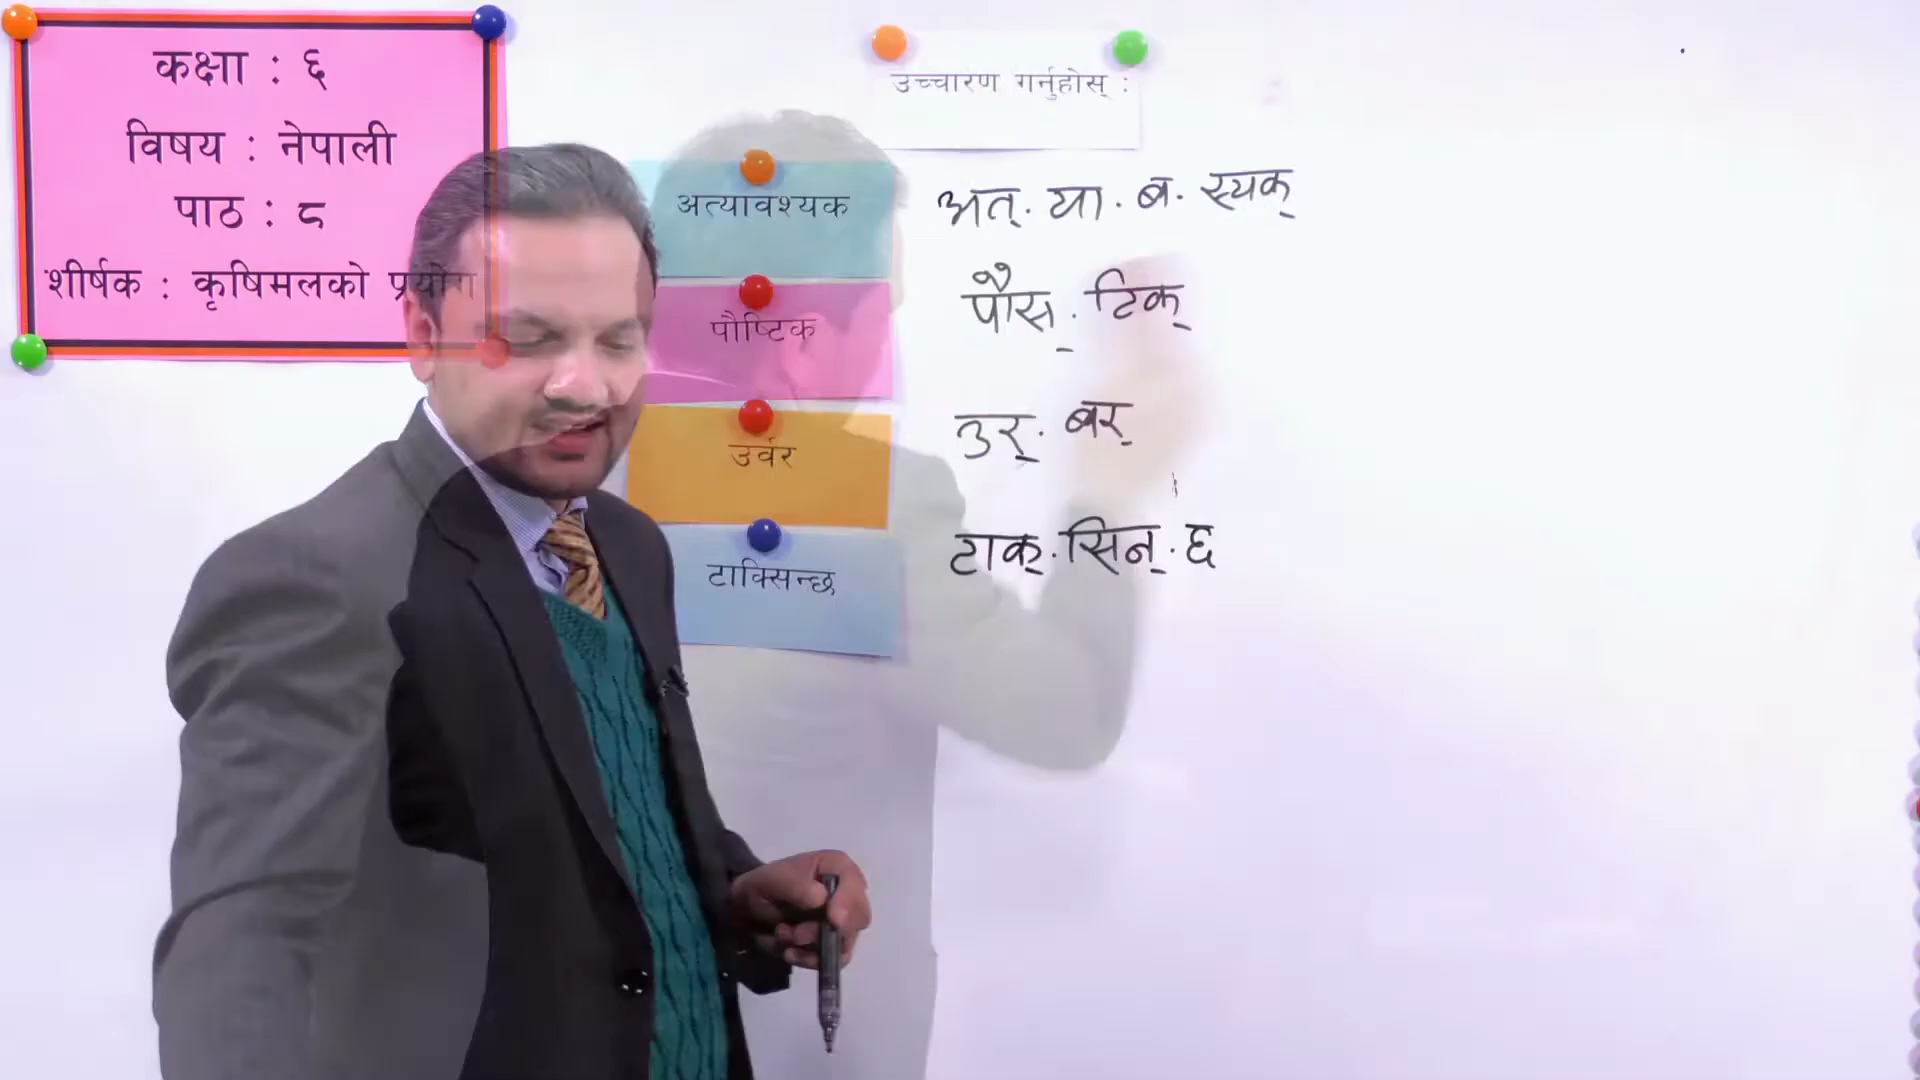 कक्षा : ६
विषय : नेपाली
पाठ : ८
शीर्षक : कृषिमलको प्रयोग
उच्चारण गर्नुहोस् :
अत्यावश्यक
अत्. या . ब. स्यक्
पौष्टिक
पौस् . टिक्
उर्वर
उर् . बर्
टाक्सिन्छ
टाक् . सिन् . छ